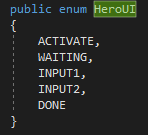 public enum HeroUI
{
ACTIVATE,
WAITING,
INPUT1,
INPUT2,
DONE
}